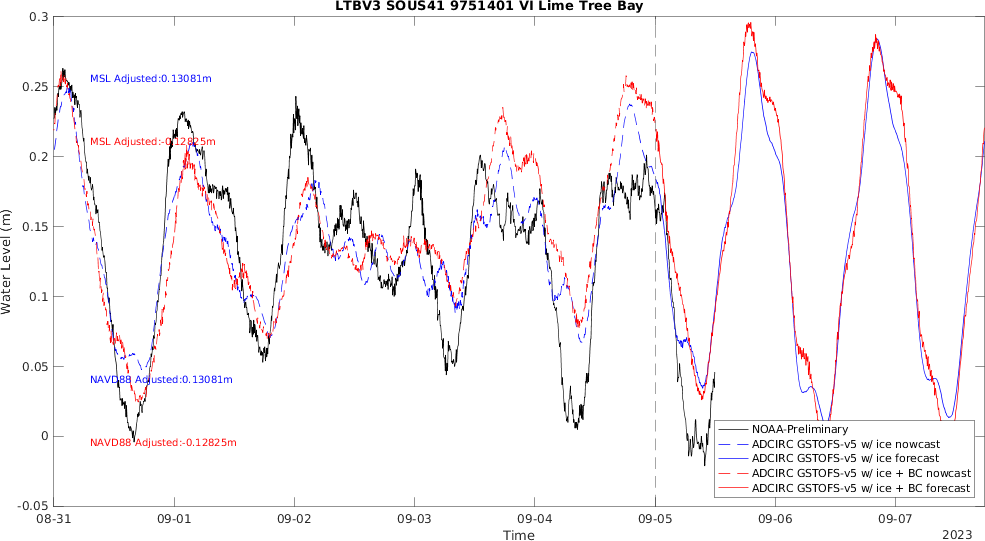 LTBV3 SOUS41 9751401 VI Lime Tree Bay
0.3
0.25
0.2
0.15
0.1
0.05
0
-0.05
Water Level (m)
MSL Adjusted:0.13081m
MSL Adjusted:-0.12825m
NAVD88 Adjusted:0.13081m
NAVD88 Adjusted:-0.12825m
NOAA-Preliminary
ADCIRC GSTOFS-v5 w/ ice nowcast
ADCIRC GSTOFS-v5 w/ ice forecast
ADCIRC GSTOFS-v5 w/ ice + BC nowcast
ADCIRC GSTOFS-v5 w/ ice + BC forecast
08-31 09-01 09-02 09-03 09-04 09-05 09-06 09-07
Time
2023